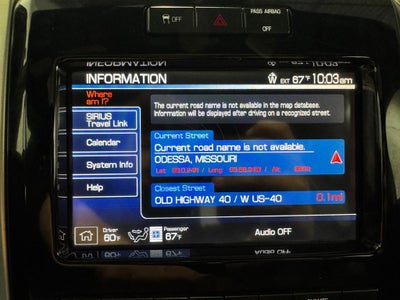 OFF
PASS AIRBAG
OFF
INFORMATION
W EXT 67°F 10:03am
Where am I?
The current road name is not available in the map database.
Information will be displayed after driving on a recognized street.
SIRIUS
Travel Link
Calendar
System Info
Help
Current Street
Current road name is not available.
ODESSA, MISSOURI
Lat / Long / Alt
Closest Street
OLD HIGHWAY 40 / W US-40 0.1mi
Driver
60°F
Passenger
67°F
Audio OFF